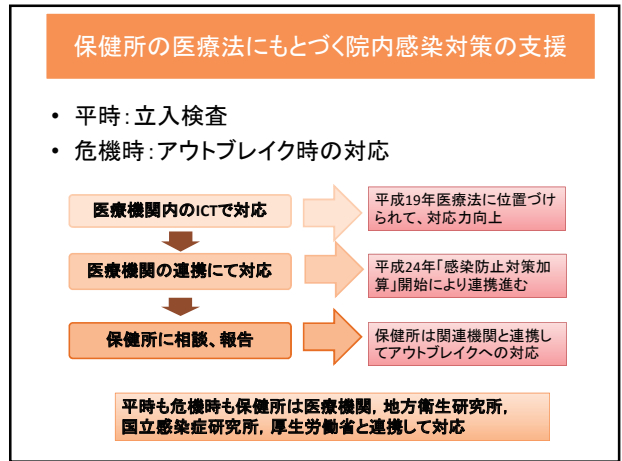 保健所の医療法にもとづく院内感染対策の支援
• 平時：立入検査
• 危機時：アウトブレイク時の対応
医療機関内のICTで対応
平成19年医療法に位置づけ
られて、対応力向上
医療機関の連携にて対応
平成24年「感染防止対策加
算」開始により連携進む
保健所に相談、報告
保健所は関連機関と連携し
てアウトブレイクへの対応
平時も危機時も保健所は医療機関，地方衛生研究所，
国立感染症研究所，厚生労働省と連携して対応